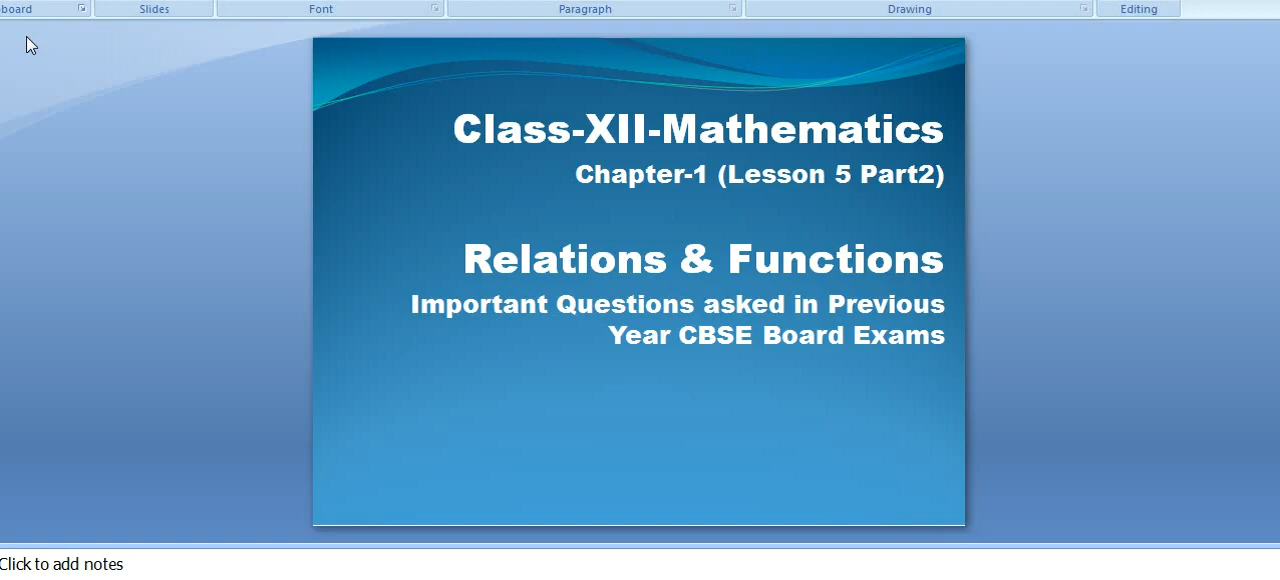 board Slides Font Paragraph Drawing Editing
Class-XII-Mathematics
Chapter-1 (Lesson 5 Part2)
Relations & Functions
Important Questions asked in Previous
Year CBSE Board Exams
Click to add notes